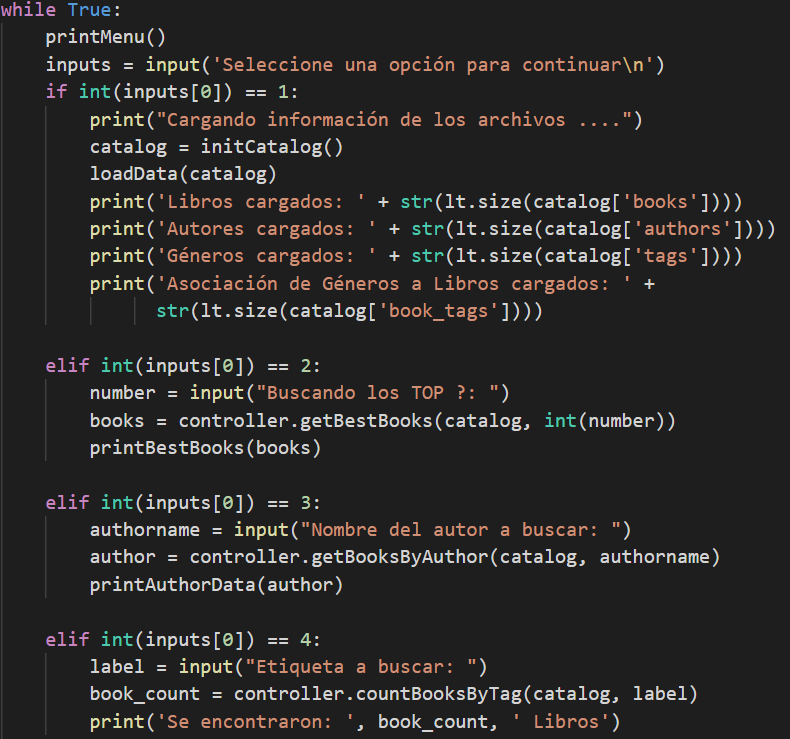 while True:
    printMenu()
    inputs = input('Seleccione una opción para continuar\n')
    if int(inputs[0]) == 1:
        print("Cargando información de los archivos ....")
        catalog = initCatalog()
        loadData(catalog)
        print('Libros cargados: ' + str(lt.size(catalog['books'])))
        print('Autores cargados: ' + str(lt.size(catalog['authors'])))
        print('Géneros cargados: ' + str(lt.size(catalog['tags'])))
        print('Asociación de Géneros a Libros cargados: ' +
              str(lt.size(catalog['book_tags'])))

    elif int(inputs[0]) == 2:
        number = input("Buscando los TOP ?: ")
        books = controller.getBestBooks(catalog, int(number))
        printBestBooks(books)

    elif int(inputs[0]) == 3:
        authorname = input("Nombre del autor a buscar: ")
        author = controller.getBooksByAuthor(catalog, authorname)
        printAuthorData(author)

    elif int(inputs[0]) == 4:
        label = input("Etiqueta a buscar: ")
        book_count = controller.countBooksByTag(catalog, label)
        print('Se encontraron: ', book_count, ' Libros')